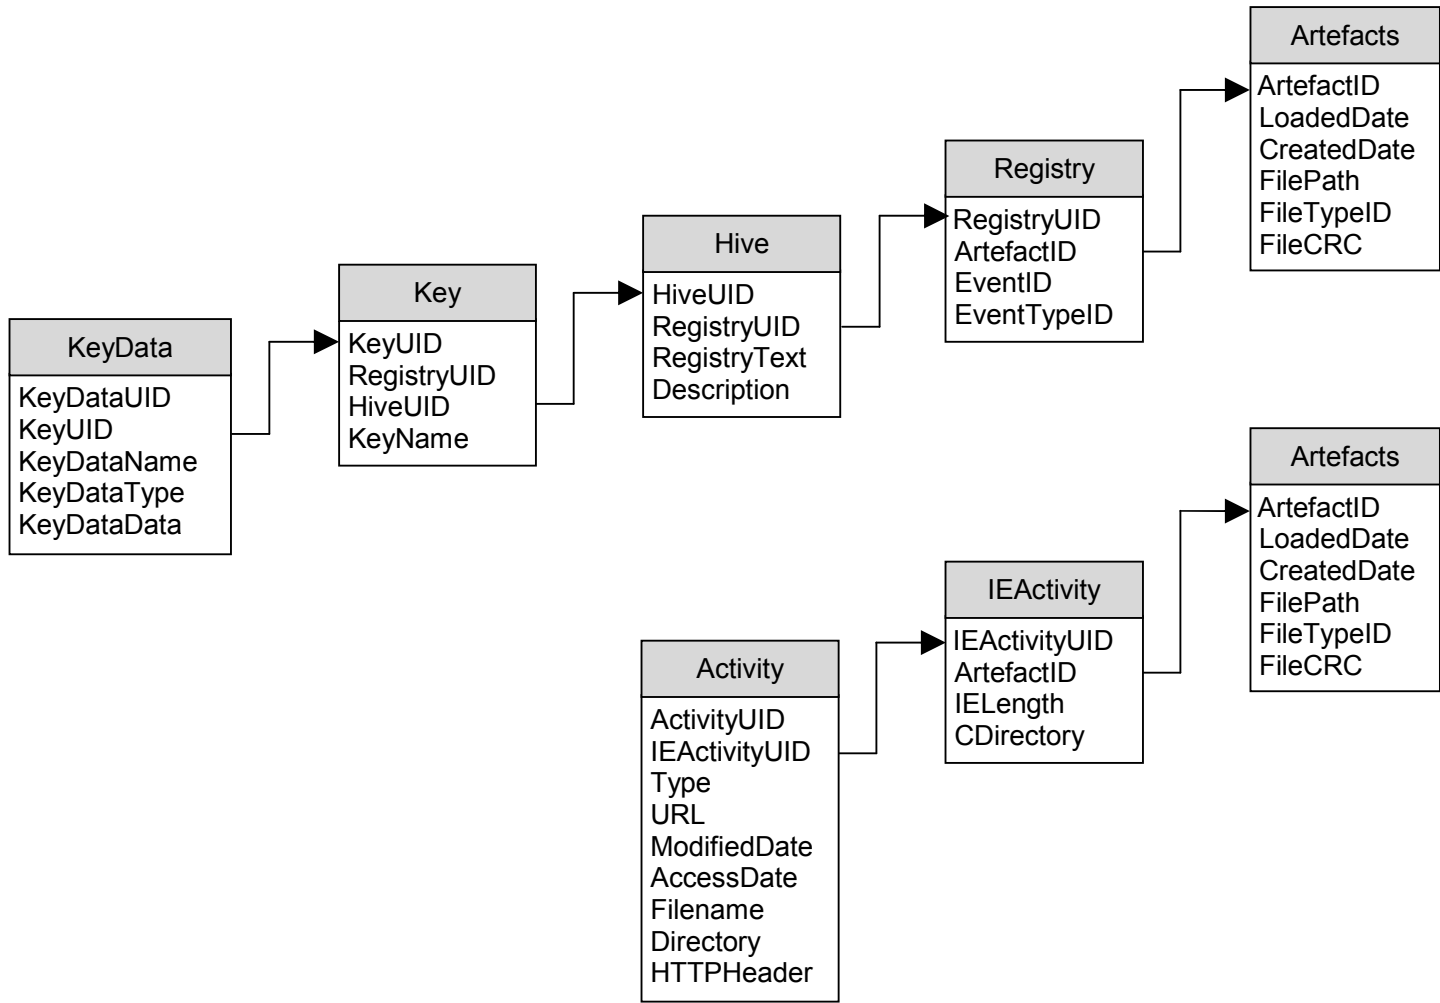 Artefacts
ArtefactID
LoadedDate
CreatedDate
FilePath
FileTypeID
FileCRC
Registry
RegistryUID
ArtefactID
EventID
EventTypeID
Hive
HiveUID
RegistryUID
RegistryText
Description
Key
KeyUID
RegistryUID
HiveUID
KeyName
KeyData
KeyDataUID
KeyUID
KeyDataName
KeyDataType
KeyDataData
Artefacts
ArtefactID
LoadedDate
CreatedDate
FilePath
FileTypeID
FileCRC
IEActivity
IEActivityUID
ArtefactID
IELength
CDirectory
Activity
ActivityUID
IEActivityUID
Type
URL
ModifiedDate
AccessDate
Filename
Directory
HTTPHeader